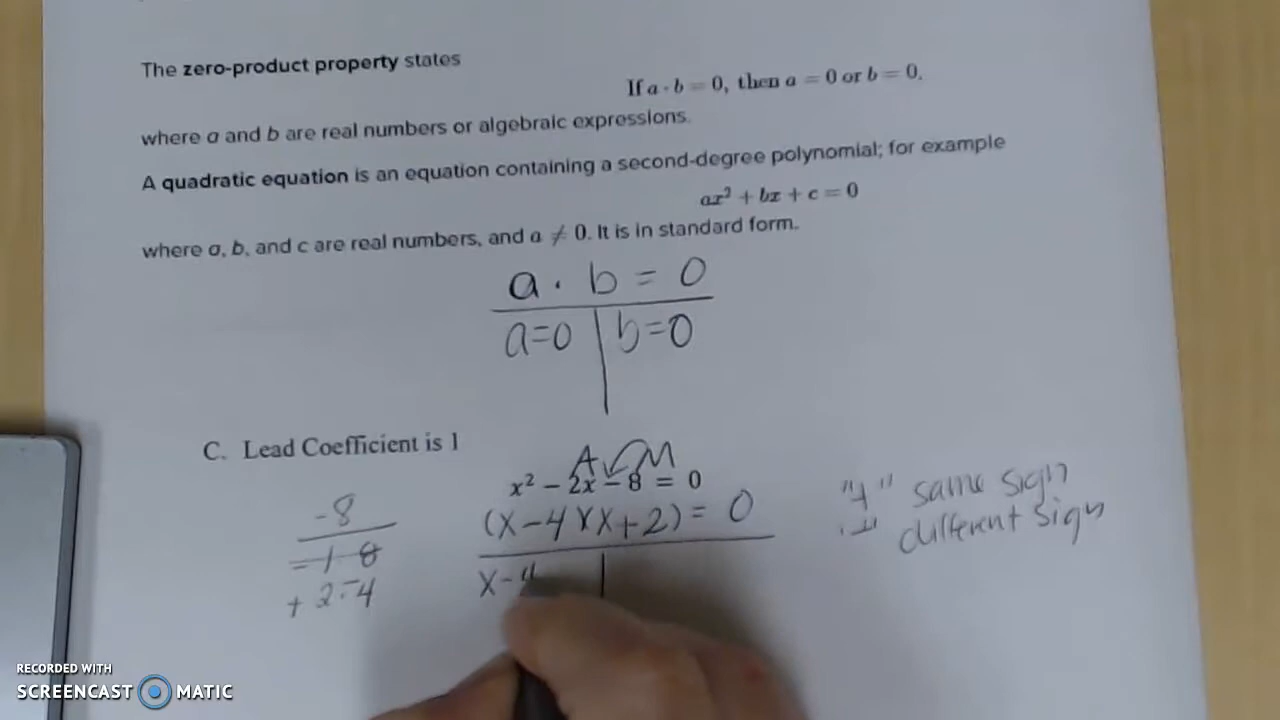 The zero-product property states
If a · b = 0, then a = 0 or b = 0.
where a and b are real numbers or algebraic expressions.
A quadratic equation is an equation containing a second-degree polynomial; for example
ax² + bx + c = 0
where a, b, and c are real numbers, and a ≠ 0. It is in standard form.
a · b = 0
a=0 | b=0
C. Lead Coefficient is 1
A M
x² − 2x − 8 = 0
(x-4)(x+2) = 0
x-4
-8
1 8
+2·-4
"+" same sign
"-" different sign
RECORDED WITH
SCREENCAST MATIC